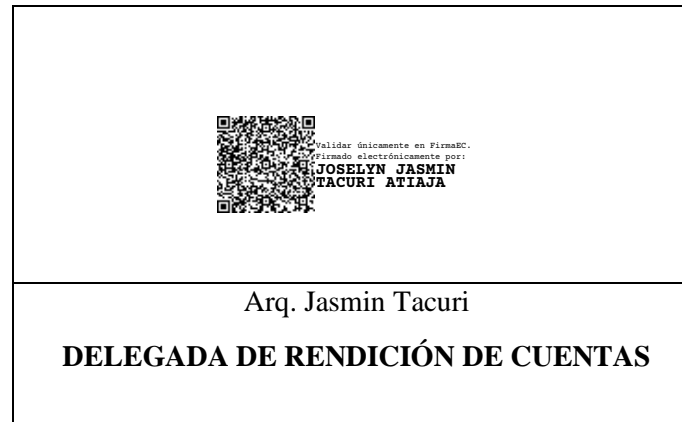 Validar únicamente en FirmaEC.
Firmado electrónicamente por:
JOSELYN JASMIN
TACURI ATIAJA
Arq. Jasmin Tacuri
DELEGADA DE RENDICIÓN DE CUENTAS